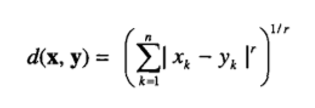 d(x, y) = ( ∑_{k=1}^{n} | x_k − y_k |^r )^{1/r}